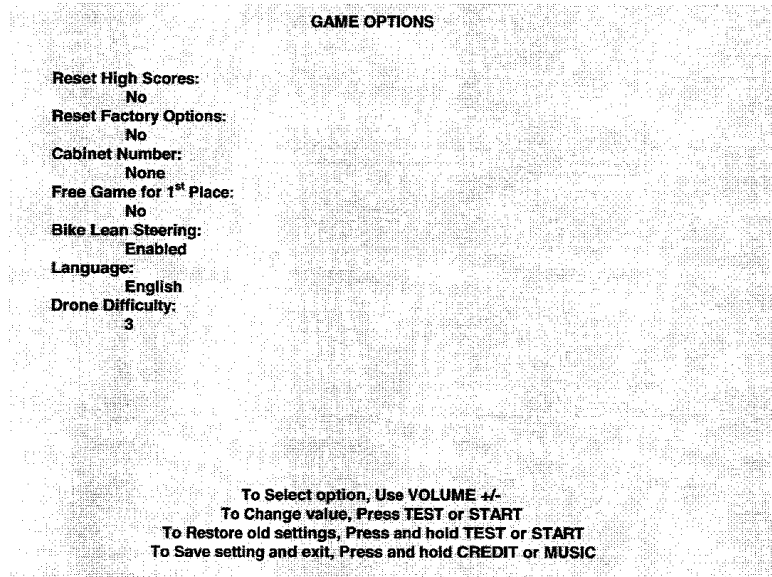 GAME OPTIONS
Reset High Scores:
No
Reset Factory Options:
No
Cabinet Number:
None
Free Game for 1st Place:
No
Bike Lean Steering:
Enabled
Language:
English
Drone Difficulty:
3
To Select option, Use VOLUME +/-
To Change value, Press TEST or START
To Restore old settings, Press and hold TEST or START
To Save setting and exit, Press and hold CREDIT or MUSIC